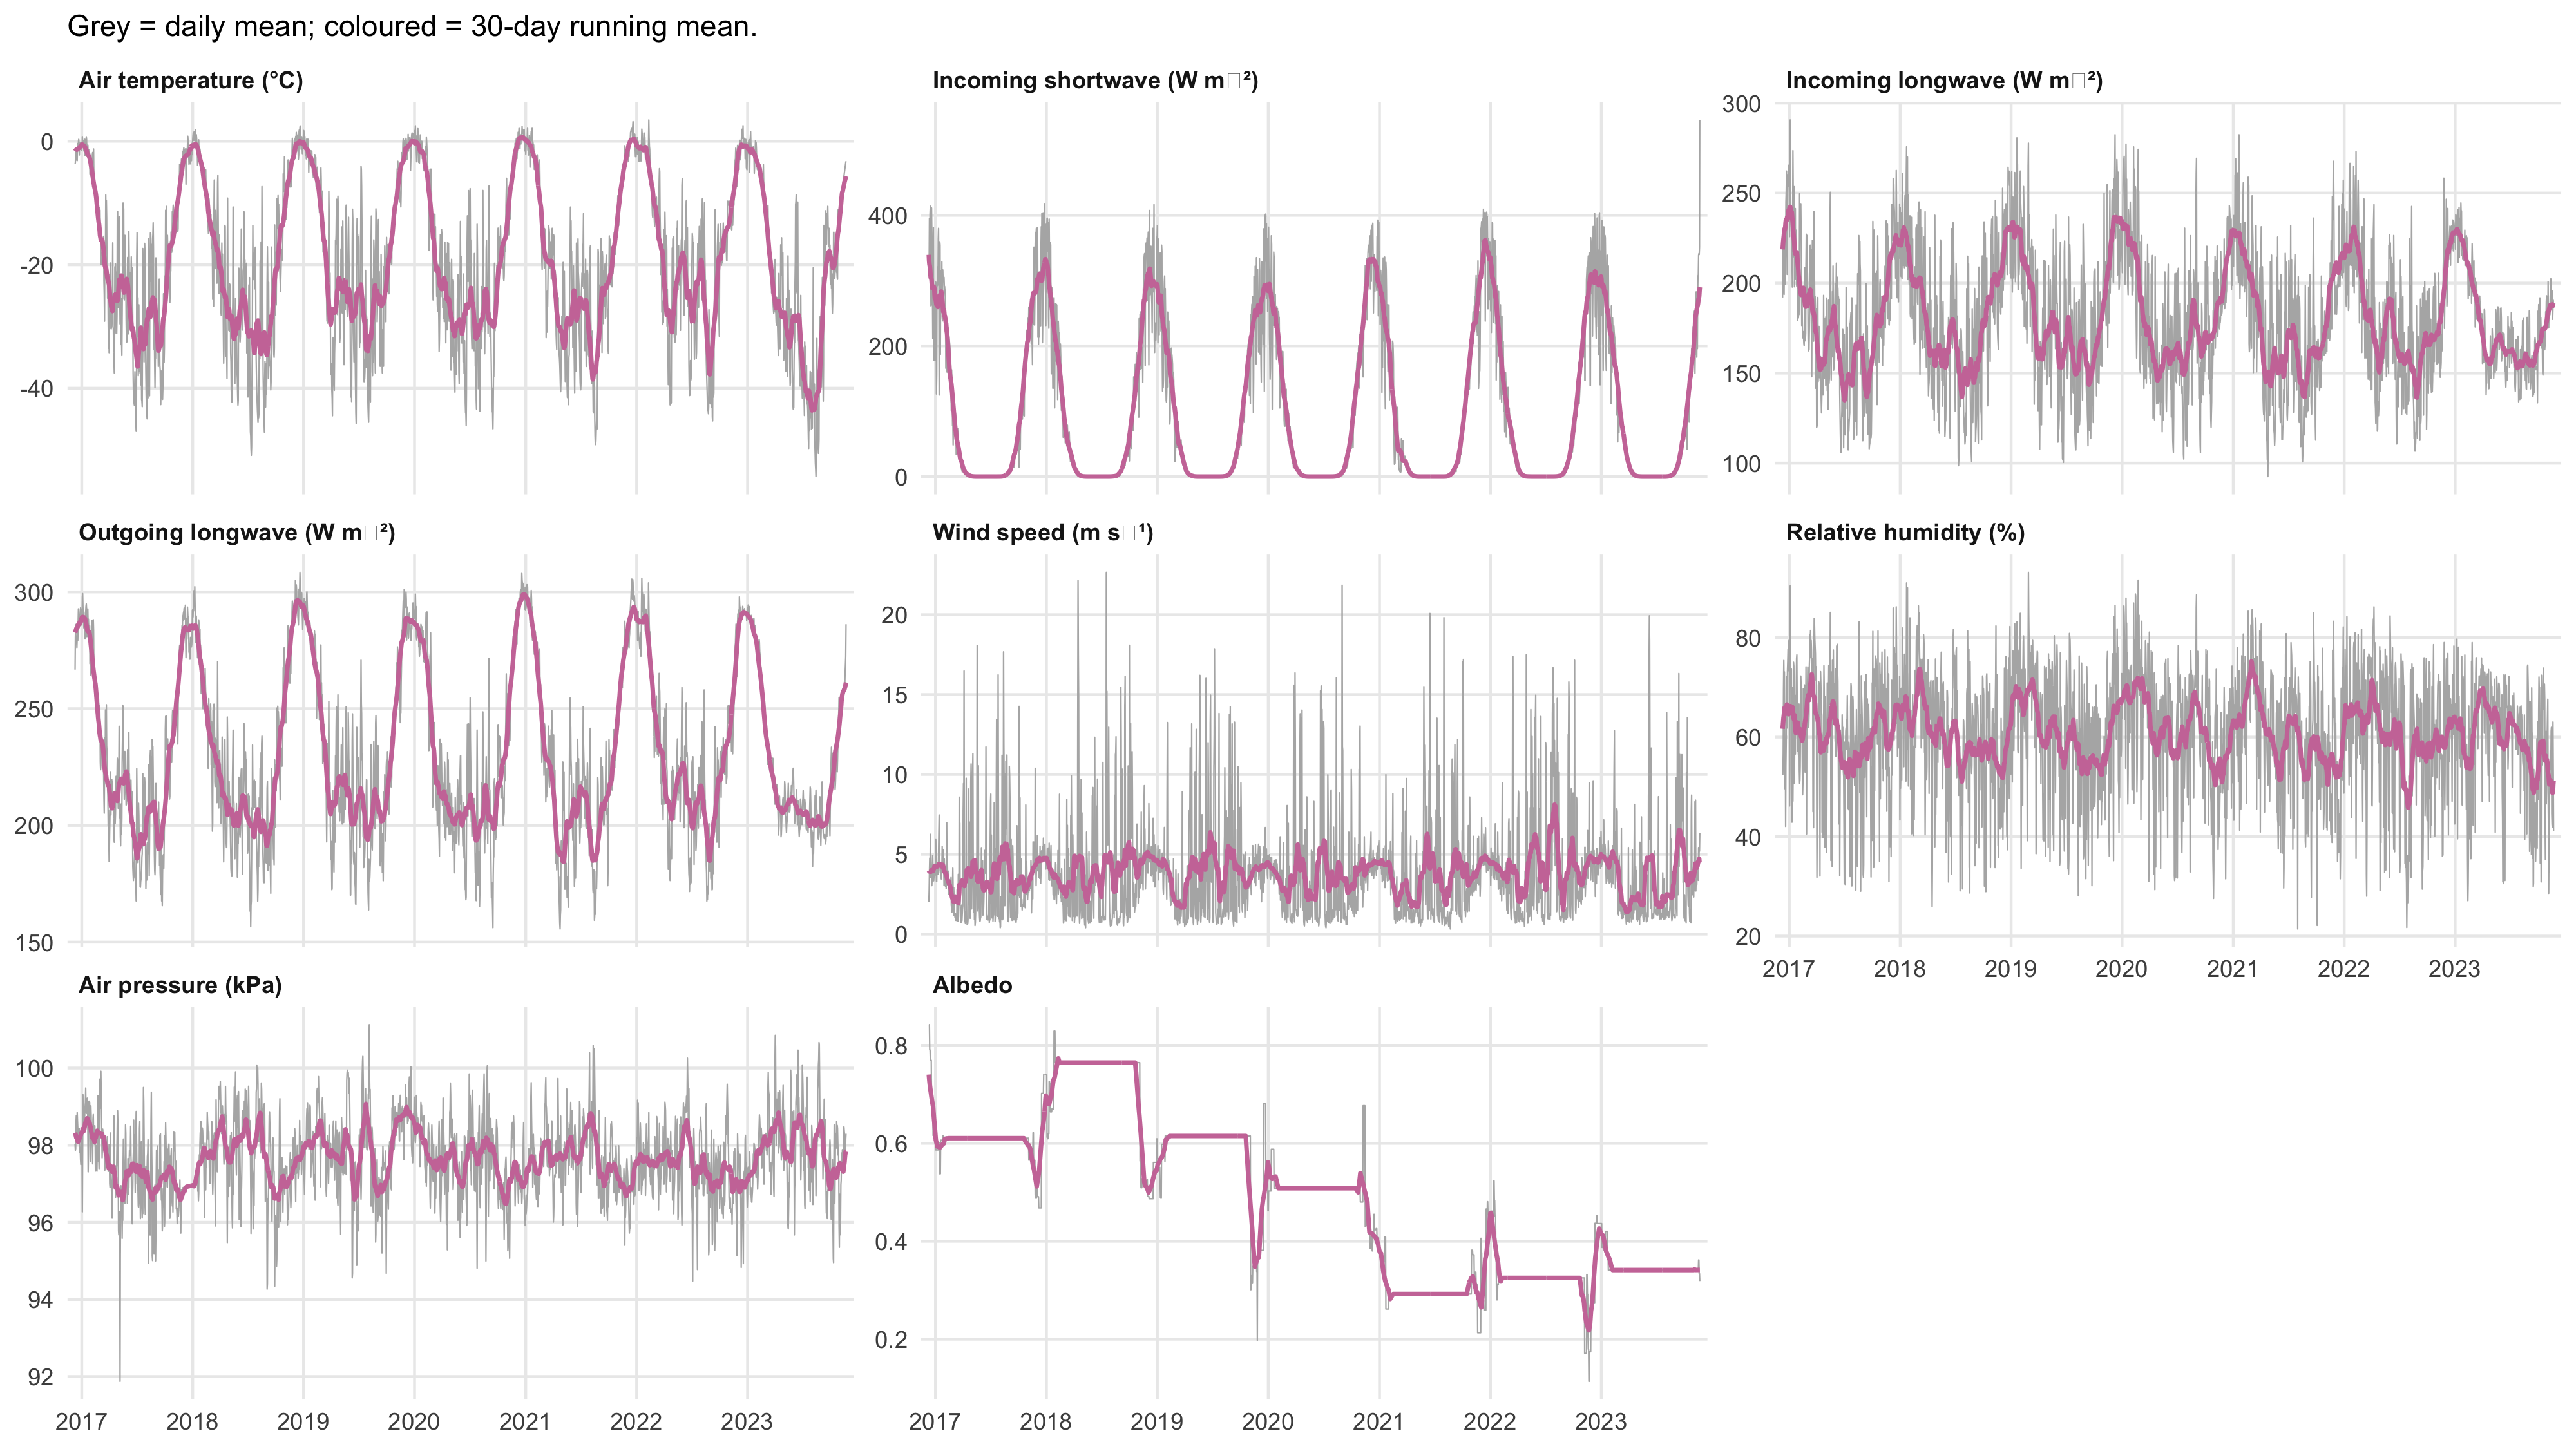 Grey = daily mean; coloured = 30-day running mean.
Air temperature (°C)
0
-20
-40
Incoming shortwave (W m□²)
400
200
0
Incoming longwave (W m□²)
300
250
200
150
100
Outgoing longwave (W m□²)
300
250
200
150
Wind speed (m s□¹)
20
15
10
5
0
Relative humidity (%)
80
60
40
20
2017 2018 2019 2020 2021 2022 2023
Air pressure (kPa)
100
98
96
94
92
2017 2018 2019 2020 2021 2022 2023
Albedo
0.8
0.6
0.4
0.2
2017 2018 2019 2020 2021 2022 2023